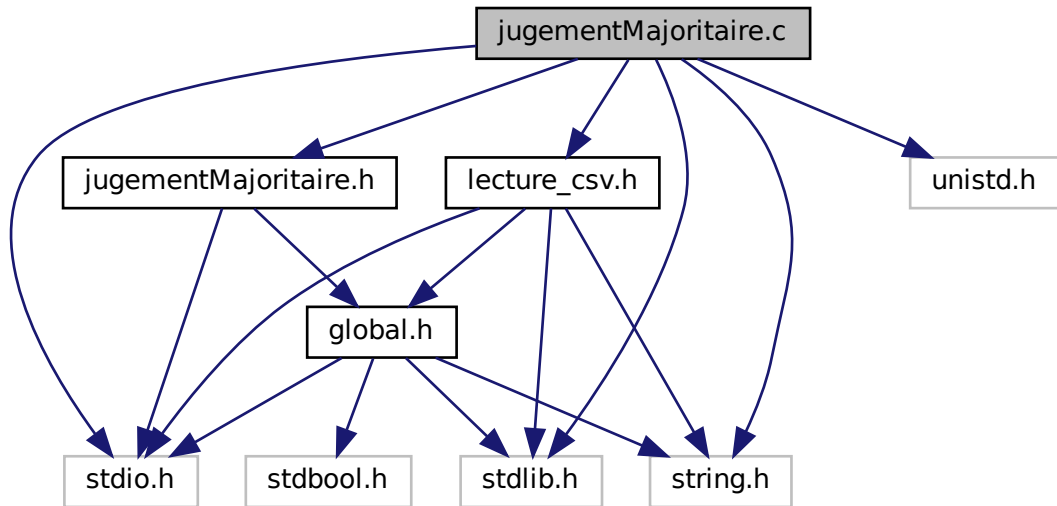 jugementMajoritaire.c
jugementMajoritaire.h
lecture_csv.h
unistd.h
global.h
stdio.h
stdbool.h
stdlib.h
string.h